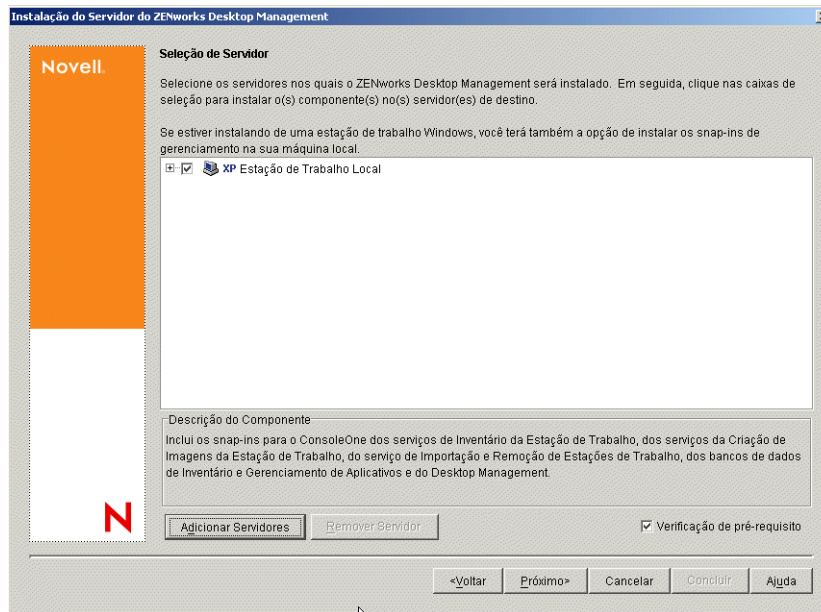 Instalação do Servidor do ZENworks Desktop Management
Novell.
Seleção de Servidor
Selecione os servidores nos quais o ZENworks Desktop Management será instalado. Em seguida, clique nas caixas de
seleção para instalar o(s) componente(s) no(s) servidor(es) de destino.
Se estiver instalando de uma estação de trabalho Windows, você terá também a opção de instalar os snap-ins de
gerenciamento na sua máquina local.
XP Estação de Trabalho Local
Descrição do Componente
Inclui os snap-ins para o ConsoleOne dos serviços de Inventário da Estação de Trabalho, dos serviços da Criação de
Imagens da Estação de Trabalho, do serviço de Importação e Remoção de Estações de Trabalho, dos bancos de dados
de Inventário e Gerenciamento de Aplicativos e do Desktop Management.
N
Adicionar Servidores
Remover Servidor
Verificação de pré-requisito
«Voltar
Próximo»
Cancelar
Concluir
Ajuda